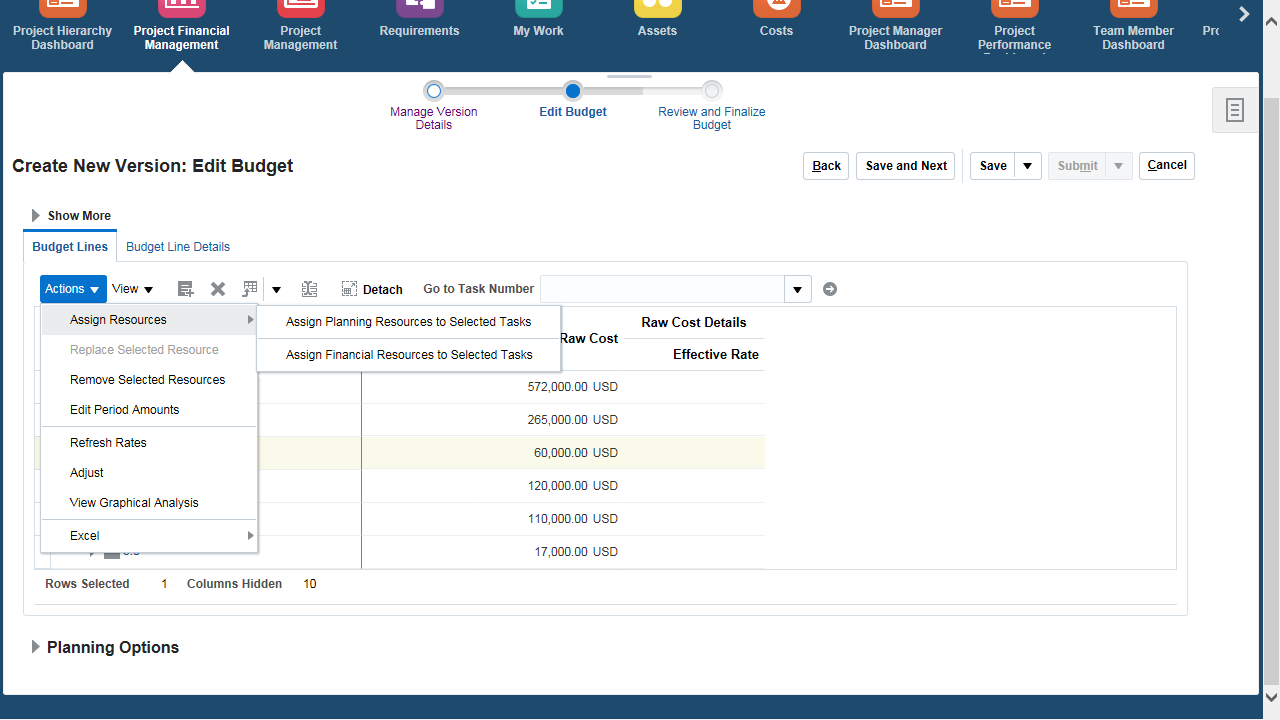 Project Hierarchy
Dashboard
Project Financial
Management
Project
Management
Requirements
My Work
Assets
Costs
Project Manager
Dashboard
Project
Performance
Team Member
Dashboard
Manage Version
Details
Edit Budget
Review and Finalize
Budget
Create New Version: Edit Budget
Back
Save and Next
Save
Submit
Cancel
Show More
Budget Lines
Budget Line Details
Actions
View
Detach
Go to Task Number
Assign Resources
Replace Selected Resource
Remove Selected Resources
Edit Period Amounts
Refresh Rates
Adjust
View Graphical Analysis
Excel
Assign Planning Resources to Selected Tasks
Assign Financial Resources to Selected Tasks
Raw Cost
Raw Cost Details
Effective Rate
572,000.00 USD
265,000.00 USD
60,000.00 USD
120,000.00 USD
110,000.00 USD
17,000.00 USD
Rows Selected 1 Columns Hidden 10
Planning Options